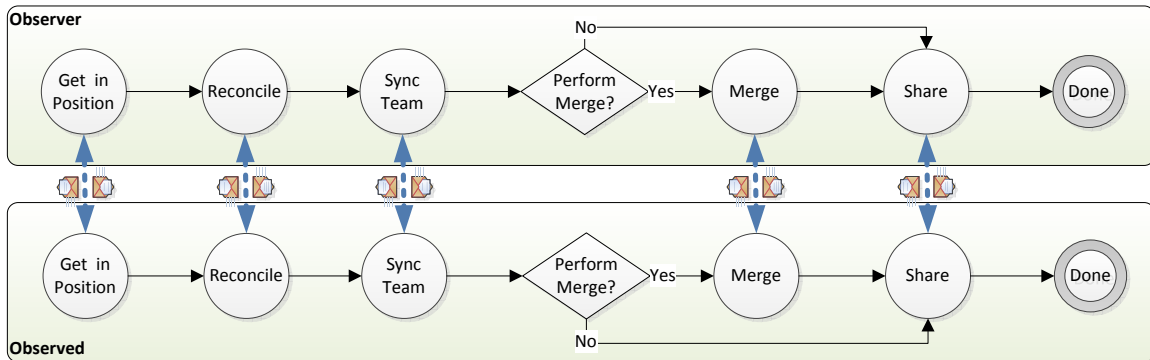 Observer
No
Get in
Position
Reconcile
Sync
Team
Perform
Merge?
Yes
Merge
Share
Done
Get in
Position
Reconcile
Sync
Team
Perform
Merge?
Yes
Merge
Share
Done
No
Observed